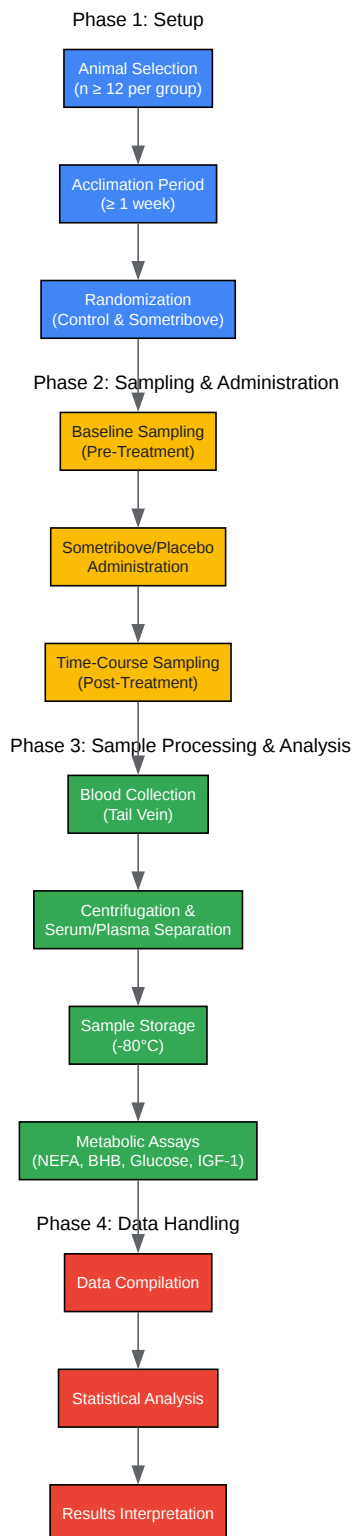 Phase 1: Setup
Animal Selection
(n ≥ 12 per group)
Acclimation Period
(≥ 1 week)
Randomization
(Control & Sometribove)
Phase 2: Sampling & Administration
Baseline Sampling
(Pre-Treatment)
Sometribove/Placebo
Administration
Time-Course Sampling
(Post-Treatment)
Phase 3: Sample Processing & Analysis
Blood Collection
(Tail Vein)
Centrifugation &
Serum/Plasma Separation
Sample Storage
(-80°C)
Metabolic Assays
(NEFA, BHB, Glucose, IGF-1)
Phase 4: Data Handling
Data Compilation
Statistical Analysis
Results Interpretation